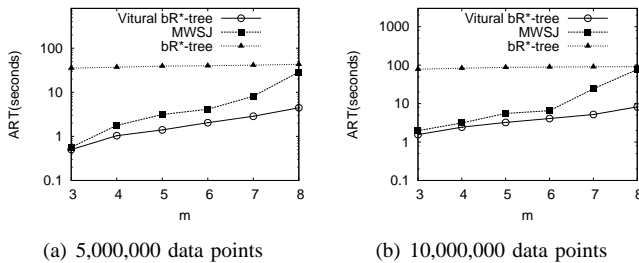 Vitural bR*-tree
MWSJ
bR*-tree
ART(seconds)
100
10
1
0.1
3 4 5 6 7 8
m
(a) 5,000,000 data points
Vitural bR*-tree
MWSJ
bR*-tree
ART(seconds)
1000
100
10
1
0.1
3 4 5 6 7 8
m
(b) 10,000,000 data points